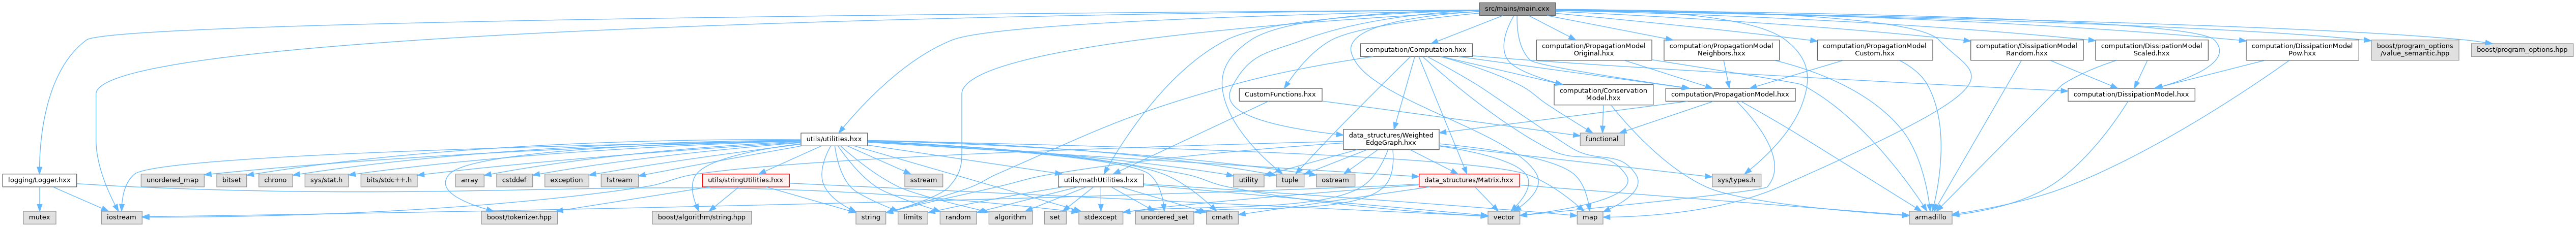 src/mains/main.cxx
computation/Computation.hxx
computation/PropagationModel
Original.hxx
computation/PropagationModel
Neighbors.hxx
computation/PropagationModel
Custom.hxx
computation/DissipationModel
Random.hxx
computation/DissipationModel
Scaled.hxx
computation/DissipationModel
Pow.hxx
boost/program_options
/value_semantic.hpp
boost/program_options.hpp
CustomFunctions.hxx
computation/Conservation
Model.hxx
computation/PropagationModel.hxx
computation/DissipationModel.hxx
utils/utilities.hxx
data_structures/Weighted
EdgeGraph.hxx
functional
logging/Logger.hxx
unordered_map
bitset
chrono
sys/stat.h
bits/stdc++.h
array
cstddef
exception
fstream
utils/stringUtilities.hxx
sstream
utils/mathUtilities.hxx
utility
tuple
ostream
data_structures/Matrix.hxx
sys/types.h
mutex
iostream
boost/tokenizer.hpp
boost/algorithm/string.hpp
string
limits
random
algorithm
set
stdexcept
unordered_set
cmath
vector
map
armadillo